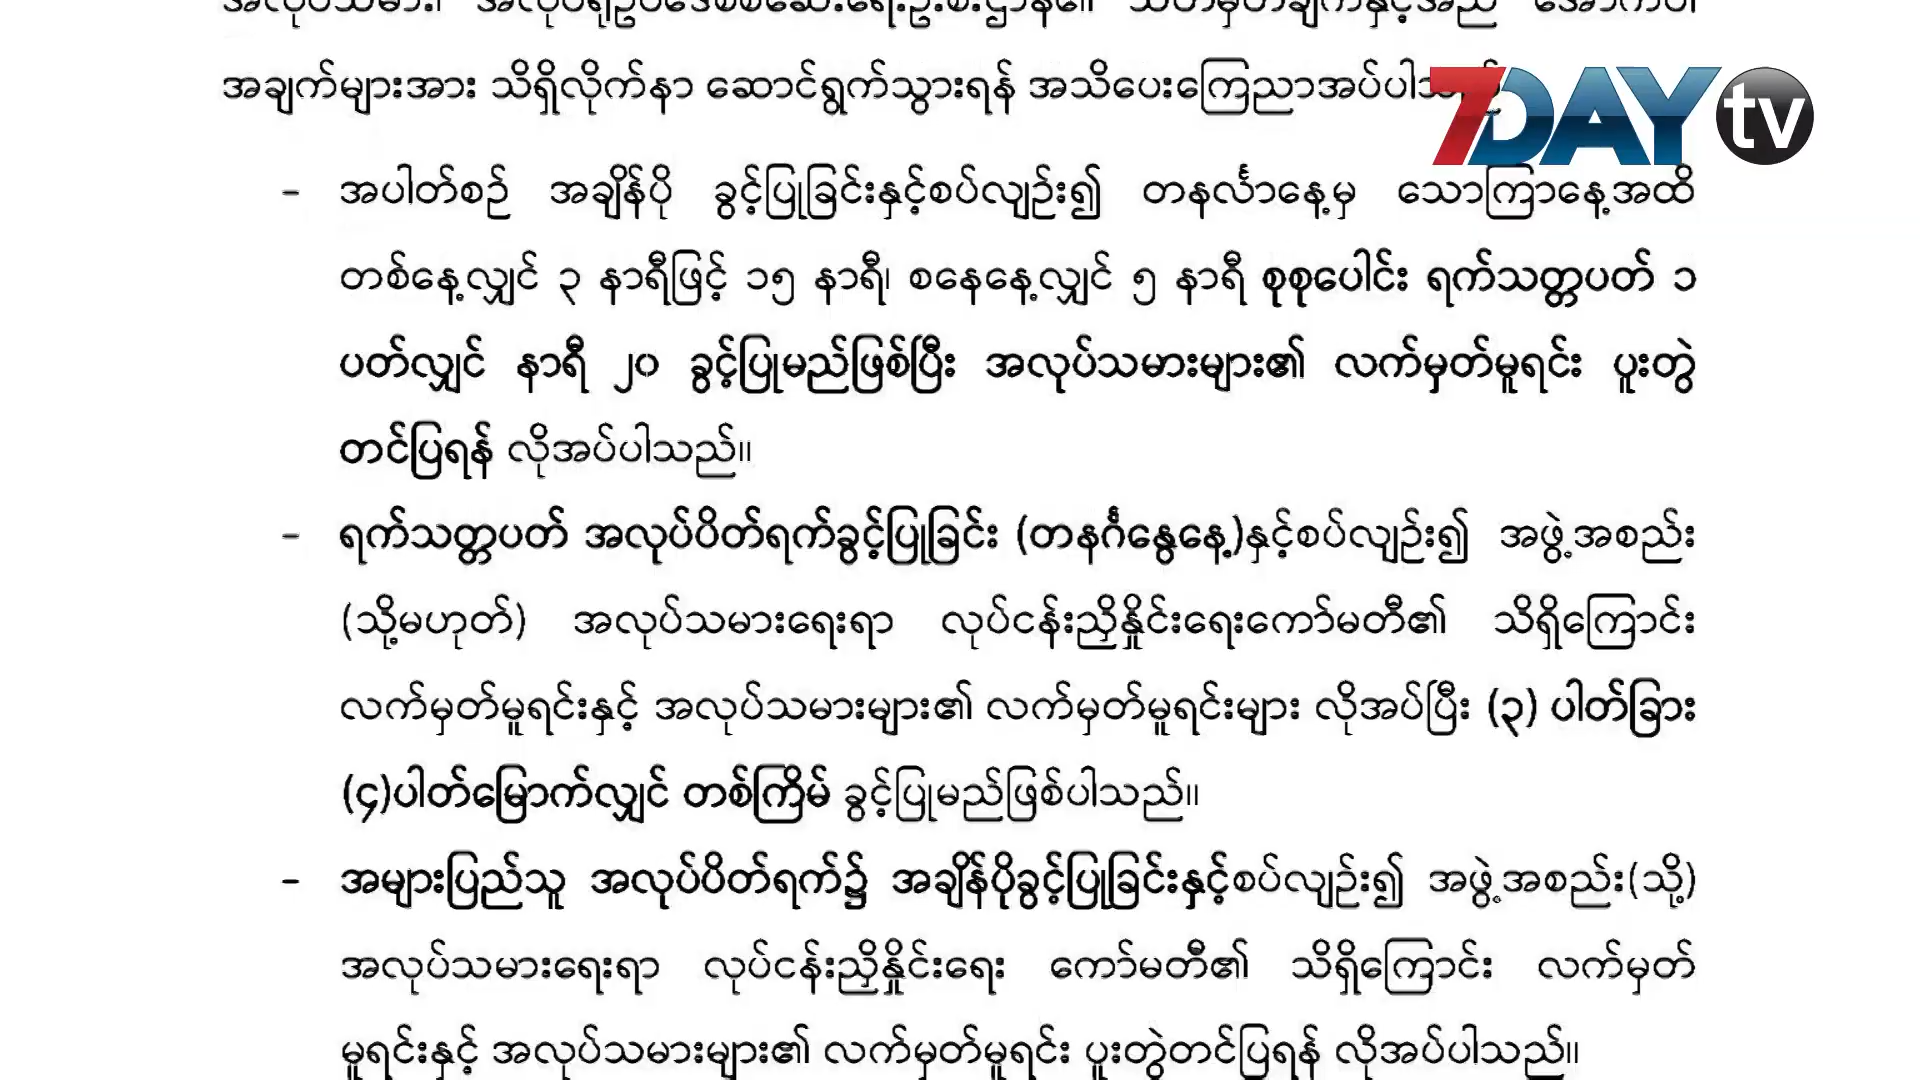 အချက်များအား သိရှိလိုက်နာ ဆောင်ရွက်သွားရန် အသိပေးကြေညာအပ်ပါသည်
7DAY tv
- အပါတ်စဉ် အချိန်ပို ခွင့်ပြုခြင်းနှင့်စပ်လျဉ်း၍ တနင်္လာနေ့မှ သောကြာနေ့အထိ
တစ်နေ့လျှင် ၃ နာရီဖြင့် ၁၅ နာရီ၊ စနေနေ့လျှင် ၅ နာရီ စုစုပေါင်း ရက်သတ္တပတ် ၁
ပတ်လျှင် နာရီ ၂၀ ခွင့်ပြုမည်ဖြစ်ပြီး အလုပ်သမားများ၏ လက်မှတ်မူရင်း ပူးတွဲ
တင်ပြရန် လိုအပ်ပါသည်။
- ရက်သတ္တပတ် အလုပ်ပိတ်ရက်ခွင့်ပြုခြင်း (တနင်္ဂနွေနေ့)နှင့်စပ်လျဉ်း၍ အဖွဲ့အစည်း
(သို့မဟုတ်) အလုပ်သမားရေးရာ လုပ်ငန်းညှိနှိုင်းရေးကော်မတီ၏ သိရှိကြောင်း
လက်မှတ်မူရင်းနှင့် အလုပ်သမားများ၏ လက်မှတ်မူရင်းများ လိုအပ်ပြီး (၃) ပါတ်ခြား
(၄)ပါတ်မြောက်လျှင် တစ်ကြိမ် ခွင့်ပြုမည်ဖြစ်ပါသည်။
- အများပြည်သူ အလုပ်ပိတ်ရက်၌ အချိန်ပိုခွင့်ပြုခြင်းနှင့်စပ်လျဉ်း၍ အဖွဲ့အစည်း(သို့)
အလုပ်သမားရေးရာ လုပ်ငန်းညှိနှိုင်းရေး ကော်မတီ၏ သိရှိကြောင်း လက်မှတ်
မူရင်းနှင့် အလုပ်သမားများ၏ လက်မှတ်မူရင်း ပူးတွဲတင်ပြရန် လိုအပ်ပါသည်။